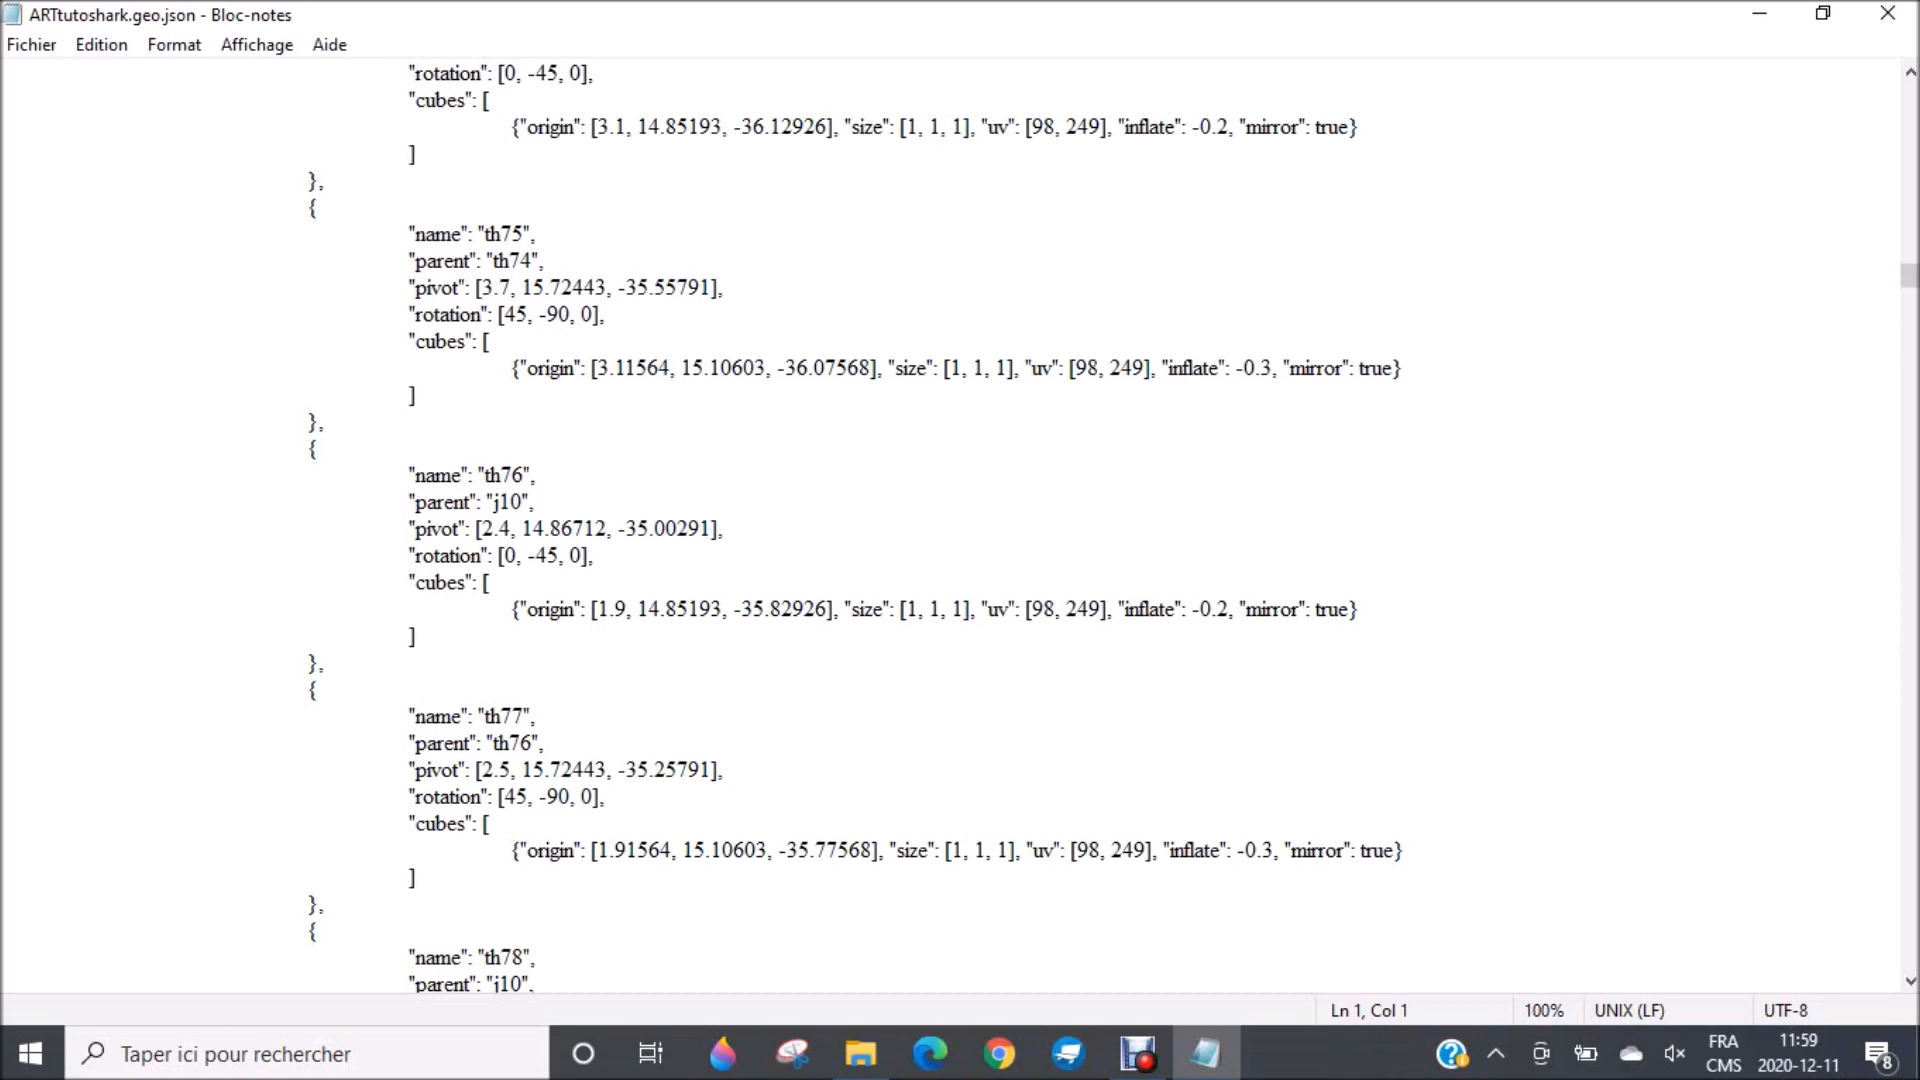 ARTtutoshark.geo.json - Bloc-notes
Fichier Edition Format Affichage Aide
"rotation": [0, -45, 0],
"cubes": [
{"origin": [3.1, 14.85193, -36.12926], "size": [1, 1, 1], "uv": [98, 249], "inflate": -0.2, "mirror": true}
]
},
{
"name": "th75",
"parent": "th74",
"pivot": [3.7, 15.72443, -35.55791],
"rotation": [45, -90, 0],
"cubes": [
{"origin": [3.11564, 15.10603, -36.07568], "size": [1, 1, 1], "uv": [98, 249], "inflate": -0.3, "mirror": true}
]
},
{
"name": "th76",
"parent": "j10",
"pivot": [2.4, 14.86712, -35.00291],
"rotation": [0, -45, 0],
"cubes": [
{"origin": [1.9, 14.85193, -35.82926], "size": [1, 1, 1], "uv": [98, 249], "inflate": -0.2, "mirror": true}
]
},
{
"name": "th77",
"parent": "th76",
"pivot": [2.5, 15.72443, -35.25791],
"rotation": [45, -90, 0],
"cubes": [
{"origin": [1.91564, 15.10603, -35.77568], "size": [1, 1, 1], "uv": [98, 249], "inflate": -0.3, "mirror": true}
]
},
{
"name": "th78",
"parent": "j10",
Ln 1, Col 1 100% UNIX (LF) UTF-8
Taper ici pour rechercher
FRA 11:59
CMS 2020-12-11 8